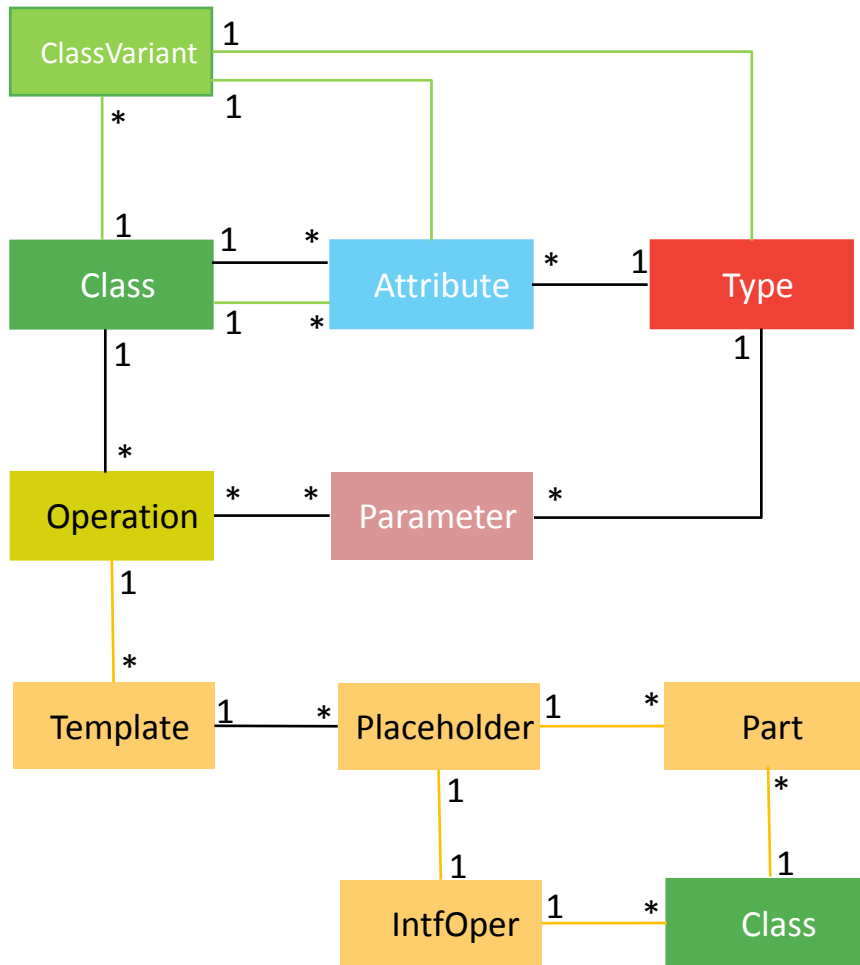 ClassVariant
1
1
*
1
1
*
*
1
Class
Attribute
Type
1
*
1
1
*
Operation
*
*
Parameter
*
1
*
Template
1
*
Placeholder
1
*
Part
1
*
1
1
IntfOper
1
*
Class